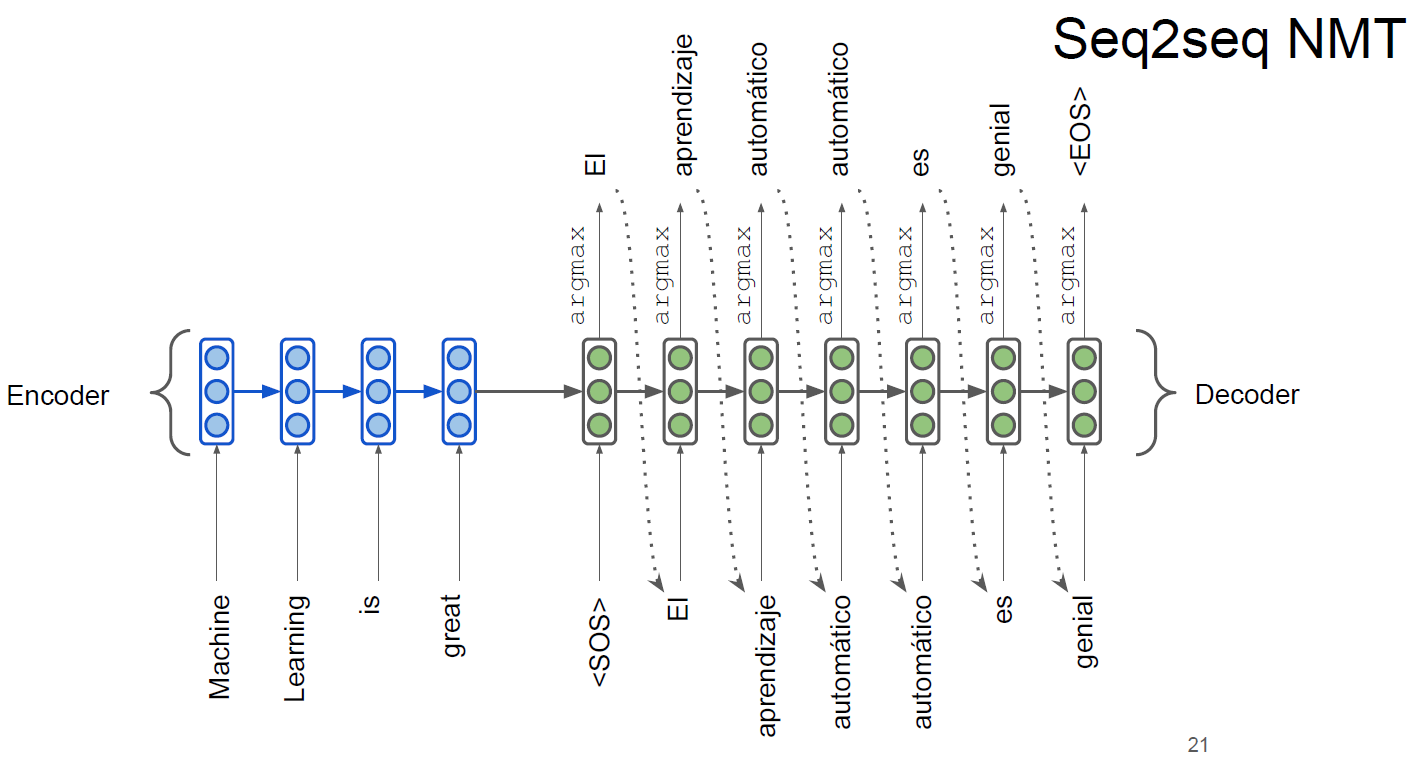 Seq2seq NMT
El
aprendizaje
automático
automático
es
genial
<EOS>
argmax
argmax
argmax
argmax
argmax
argmax
argmax
Encoder
Decoder
Machine
Learning
is
great
<SOS>
El
aprendizaje
automático
automático
es
genial
21